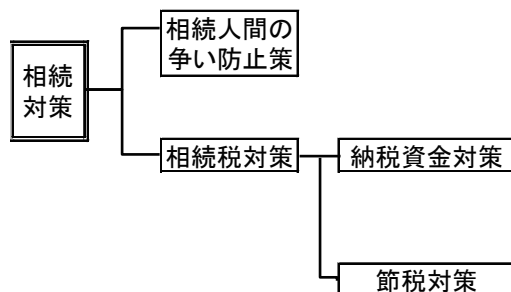 相続
対策
相続人間の
争い防止策
相続税対策
納税資金対策
節税対策